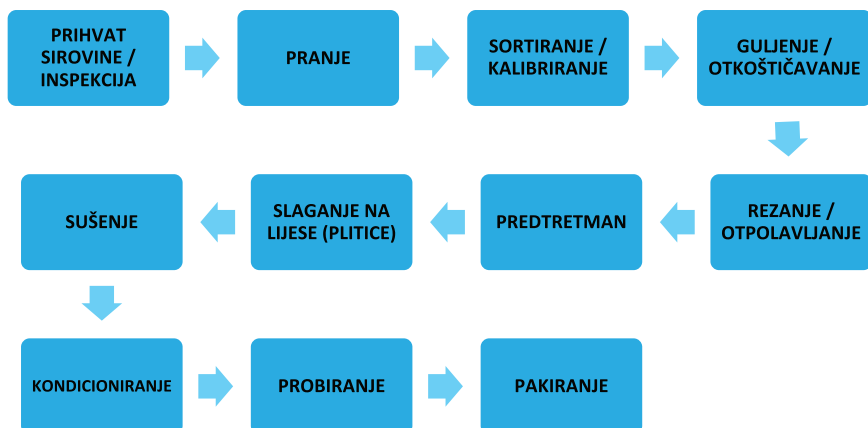 PRIHVAT
SIROVINE /
INSPEKCIJA
PRANJE
SORTIRANJE /
KALIBRIRANJE
GULJENJE /
OTKOŠTIČAVANJE
REZANJE /
OTPOLAVLJANJE
PREDTRETMAN
SLAGANJE NA
LIJESE (PLITICE)
SUŠENJE
KONDICIONIRANJE
PROBIRANJE
PAKIRANJE